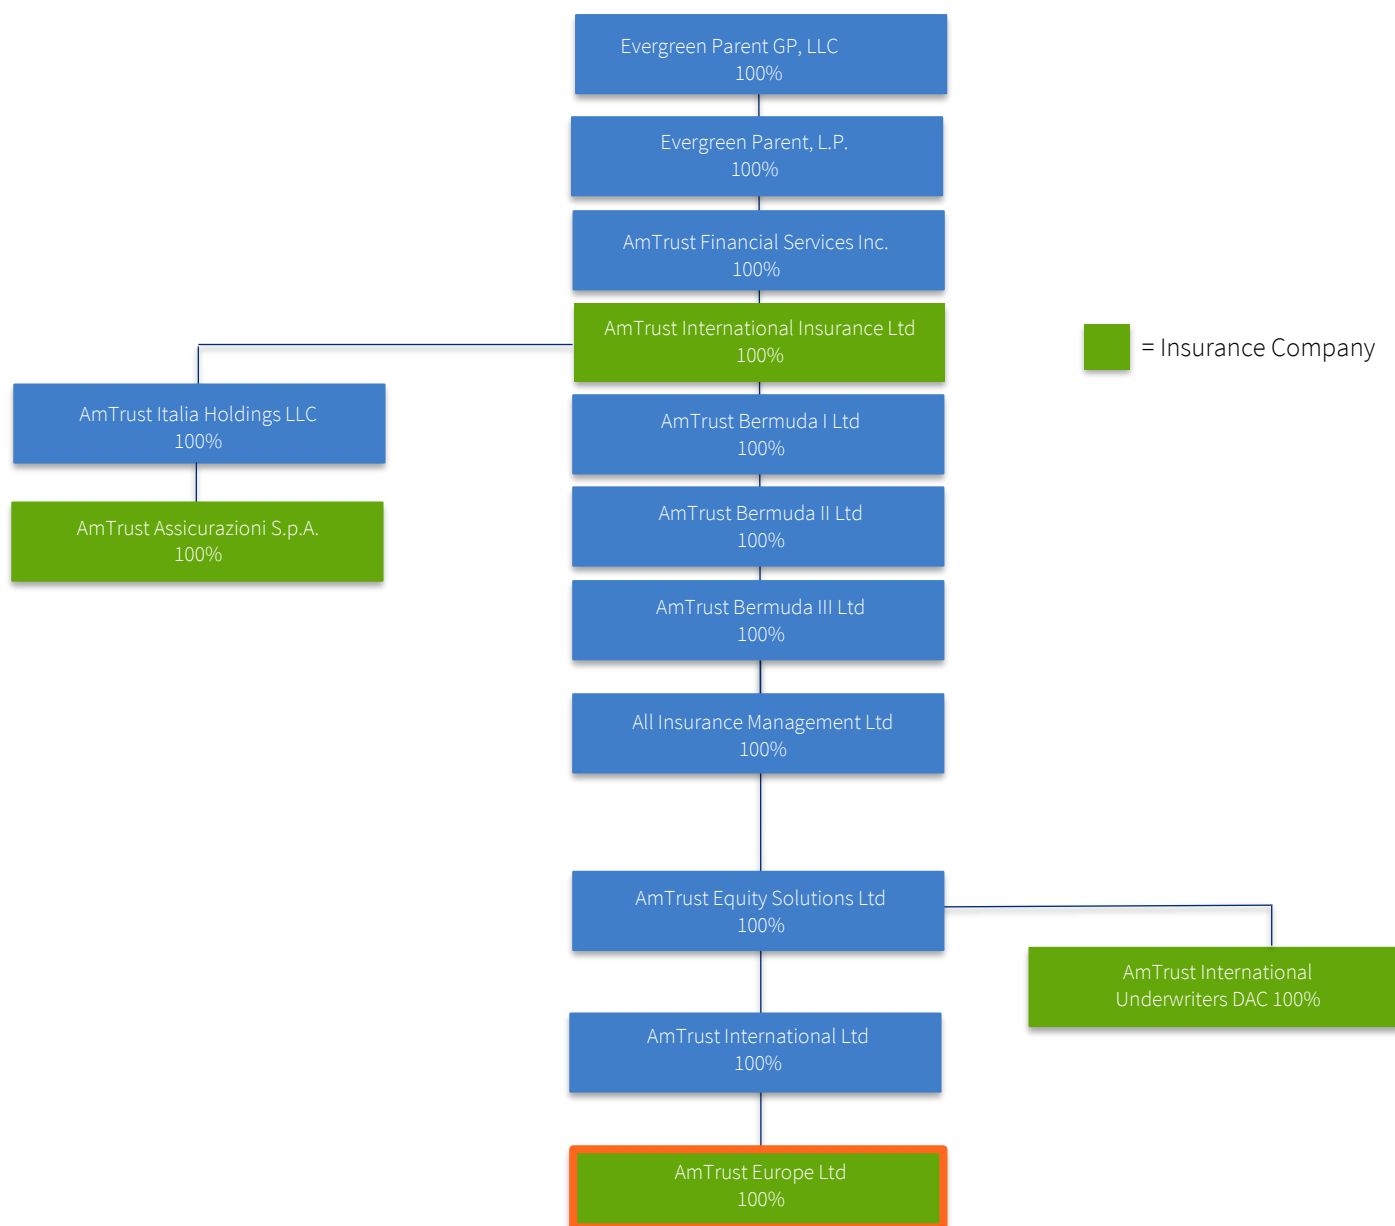 Evergreen Parent GP, LLC
100%
Evergreen Parent, L.P.
100%
AmTrust Financial Services Inc.
100%
AmTrust International Insurance Ltd
100%
= Insurance Company
AmTrust Italia Holdings LLC
100%
AmTrust Assicurazioni S.p.A.
100%
AmTrust Bermuda I Ltd
100%
AmTrust Bermuda II Ltd
100%
AmTrust Bermuda III Ltd
100%
All Insurance Management Ltd
100%
AmTrust Equity Solutions Ltd
100%
AmTrust International
Underwriters DAC 100%
AmTrust International Ltd
100%
AmTrust Europe Ltd
100%